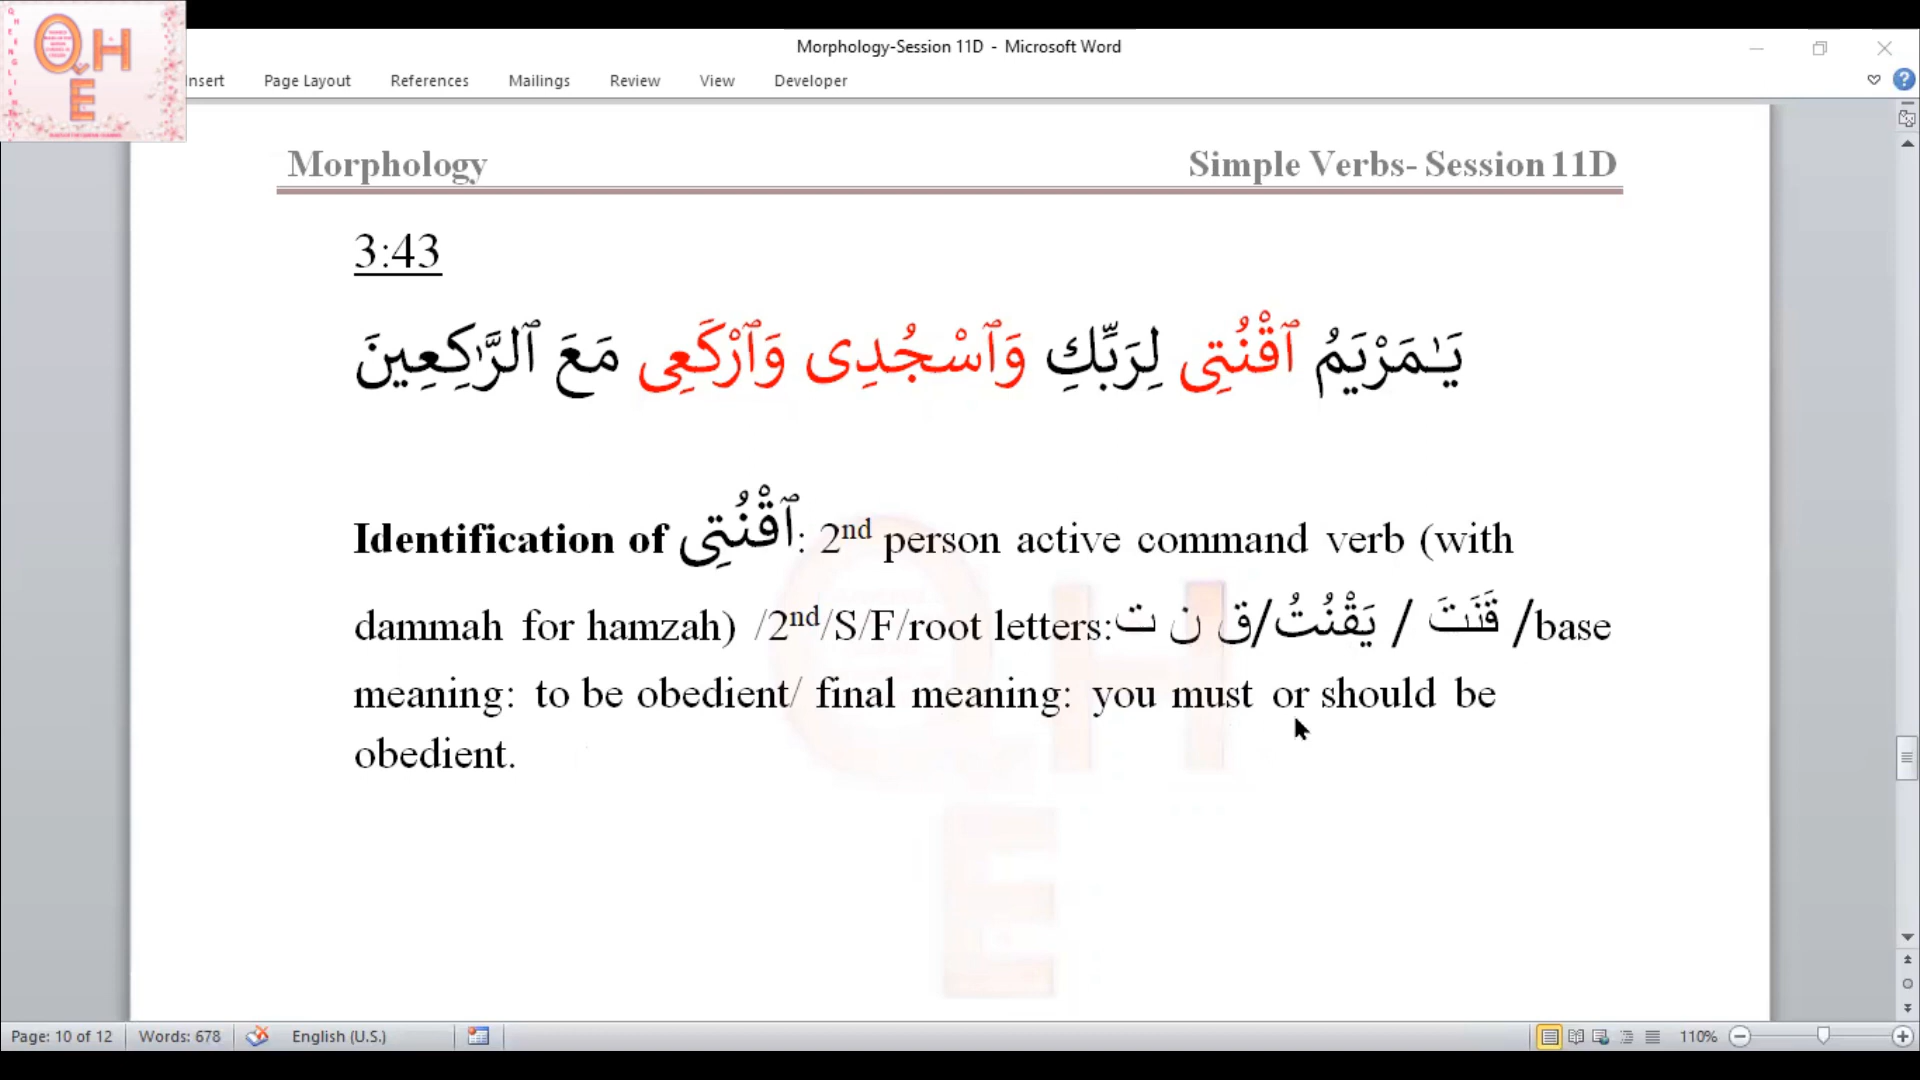 QHE
Morphology-Session 11D - Microsoft Word
nsert Page Layout References Mailings Review View Developer
Morphology Simple Verbs- Session 11D
3:43
يَـٰمَرْيَمُ ٱقْنُتِى لِرَبِّكِ وَٱسْجُدِى وَٱرْكَعِى مَعَ ٱلرَّٰكِعِينَ
Identification of ٱقْنُتِى: 2nd person active command verb (with
dammah for hamzah) /2nd/S/F/root letters:ق ن ت/يَقْنُتُ / قَنَتَ /base
meaning: to be obedient/ final meaning: you must or should be
obedient.
Page: 10 of 12 Words: 678 English (U.S.) 110%